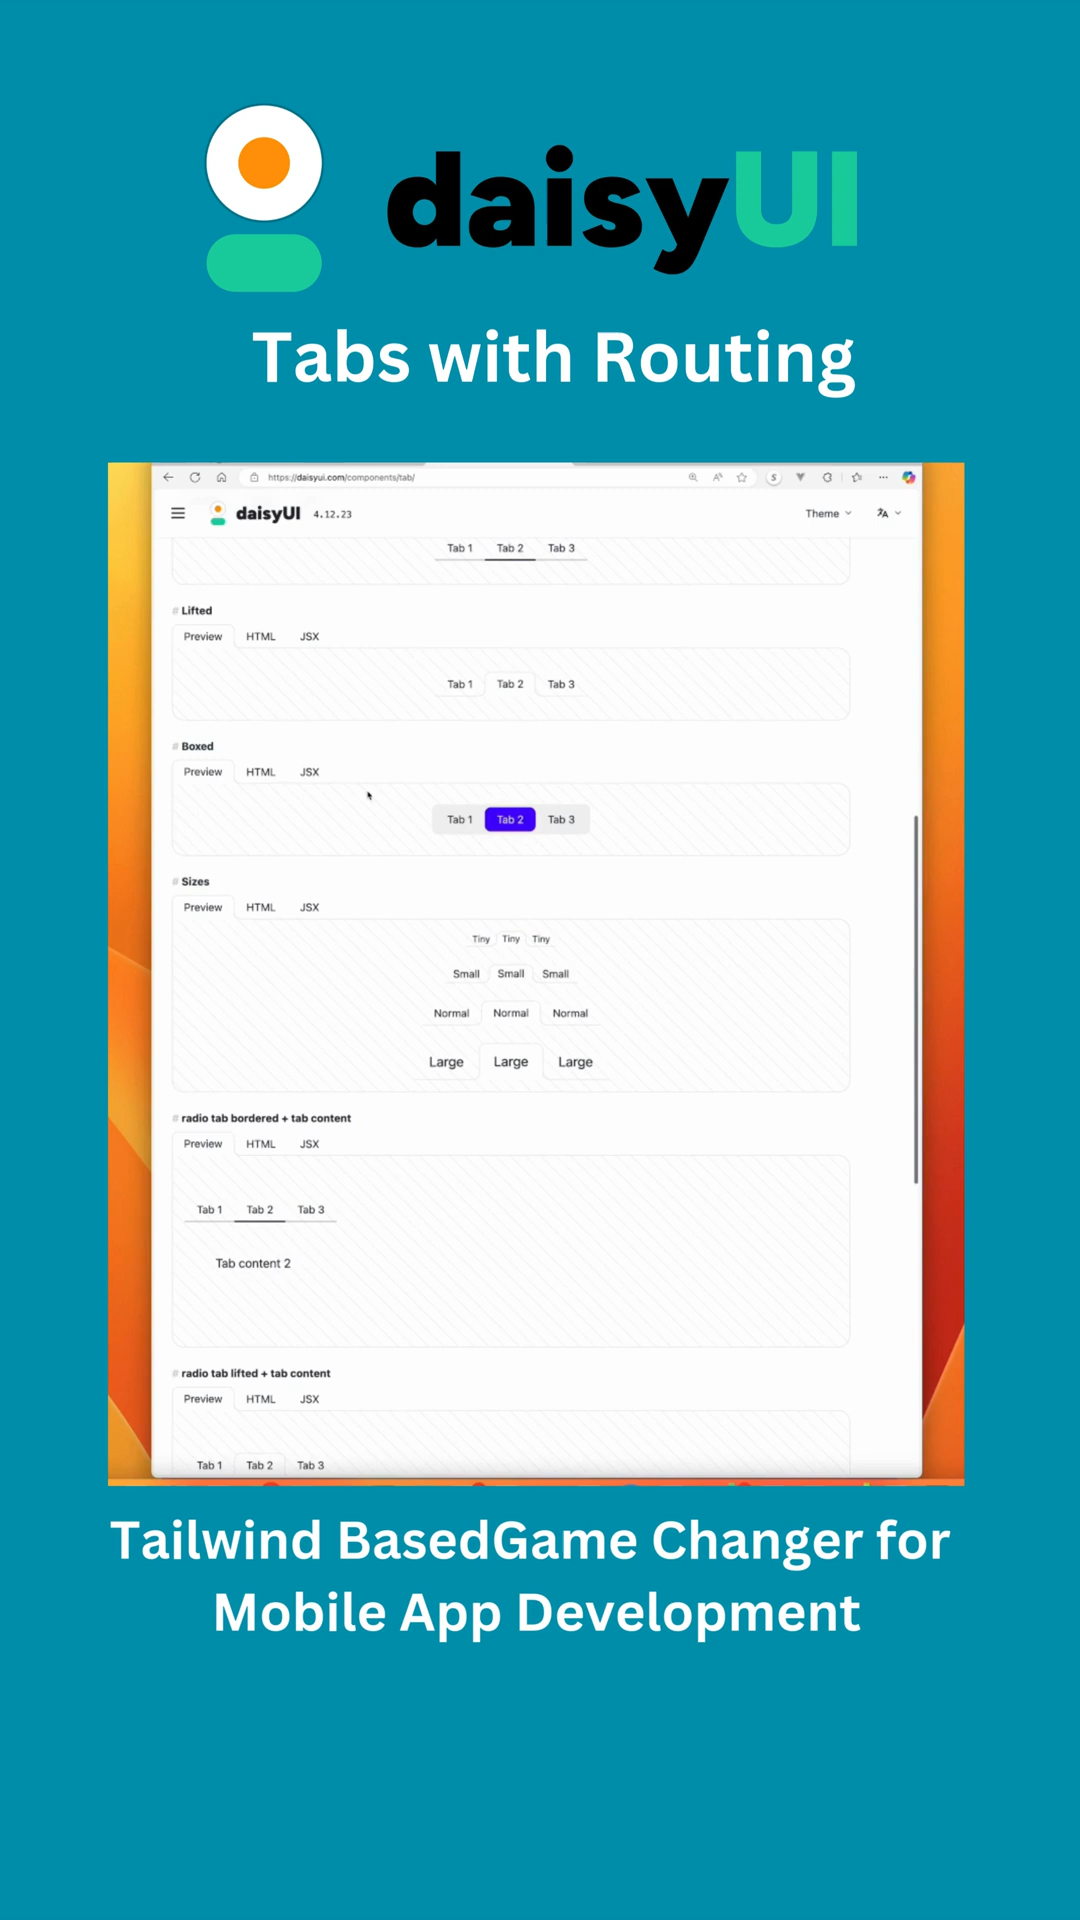 daisyUI
Tabs with Routing
https://daisyui.com/components/tab/
daisyUI 4.12.23 Theme
Tab 1 Tab 2 Tab 3
# Lifted
Preview HTML JSX
Tab 1 Tab 2 Tab 3
# Boxed
Preview HTML JSX
Tab 1 Tab 2 Tab 3
# Sizes
Preview HTML JSX
Tiny Tiny Tiny
Small Small Small
Normal Normal Normal
Large Large Large
# radio tab bordered + tab content
Preview HTML JSX
Tab 1 Tab 2 Tab 3
Tab content 2
# radio tab lifted + tab content
Preview HTML JSX
Tab 1 Tab 2 Tab 3
Tailwind BasedGame Changer for
Mobile App Development